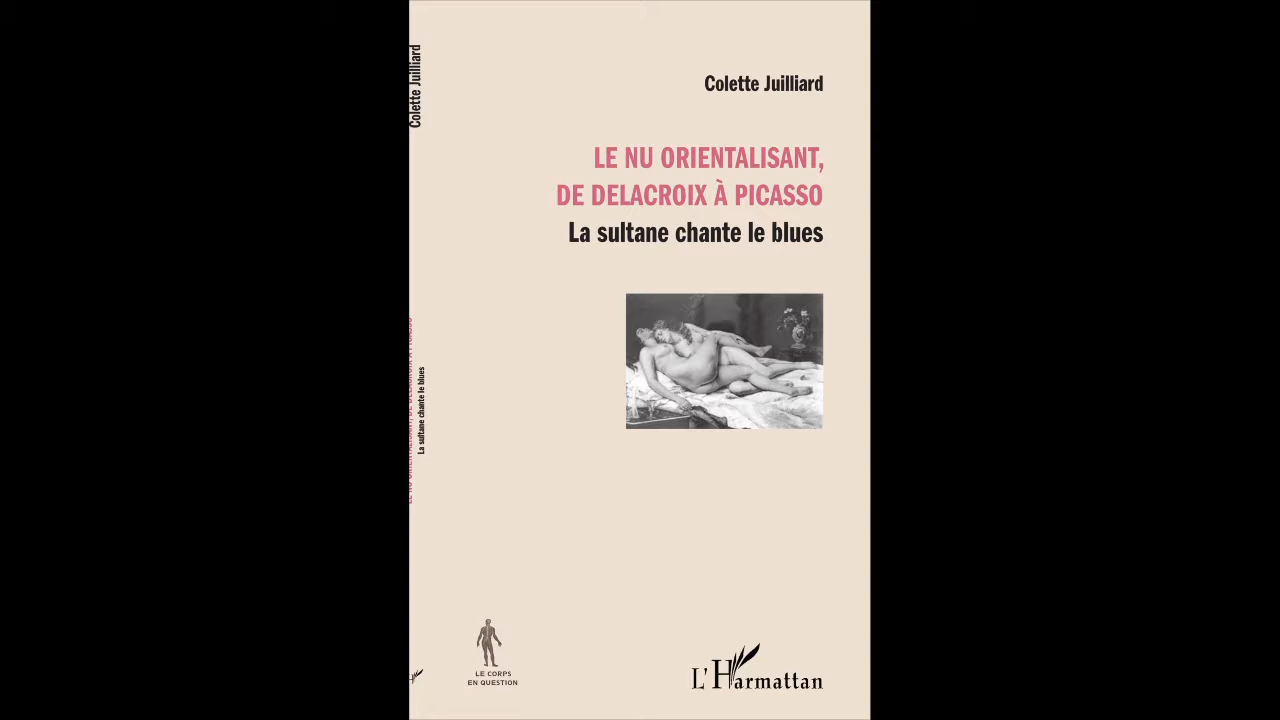 Colette Juilliard
LE NU ORIENTALISANT,
DE DELACROIX À PICASSO
La sultane chante le blues
LE CORPS
EN QUESTION
L'Harmattan
Colette Juilliard
La sultane chante le blues